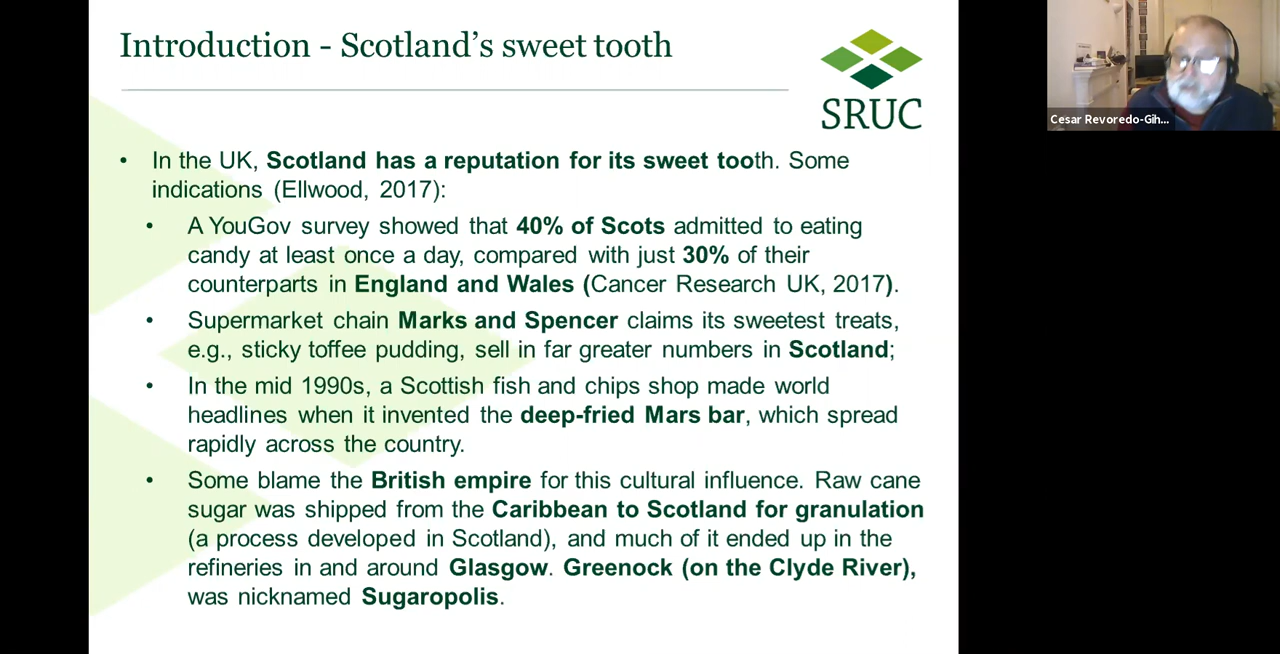 Introduction - Scotland's sweet tooth
SRUC
• In the UK, Scotland has a reputation for its sweet tooth. Some
indications (Ellwood, 2017):
• A YouGov survey showed that 40% of Scots admitted to eating
candy at least once a day, compared with just 30% of their
counterparts in England and Wales (Cancer Research UK, 2017).
• Supermarket chain Marks and Spencer claims its sweetest treats,
e.g., sticky toffee pudding, sell in far greater numbers in Scotland;
• In the mid 1990s, a Scottish fish and chips shop made world
headlines when it invented the deep-fried Mars bar, which spread
rapidly across the country.
• Some blame the British empire for this cultural influence. Raw cane
sugar was shipped from the Caribbean to Scotland for granulation
(a process developed in Scotland), and much of it ended up in the
refineries in and around Glasgow. Greenock (on the Clyde River),
was nicknamed Sugaropolis.
Cesar Revoredo-Gih...